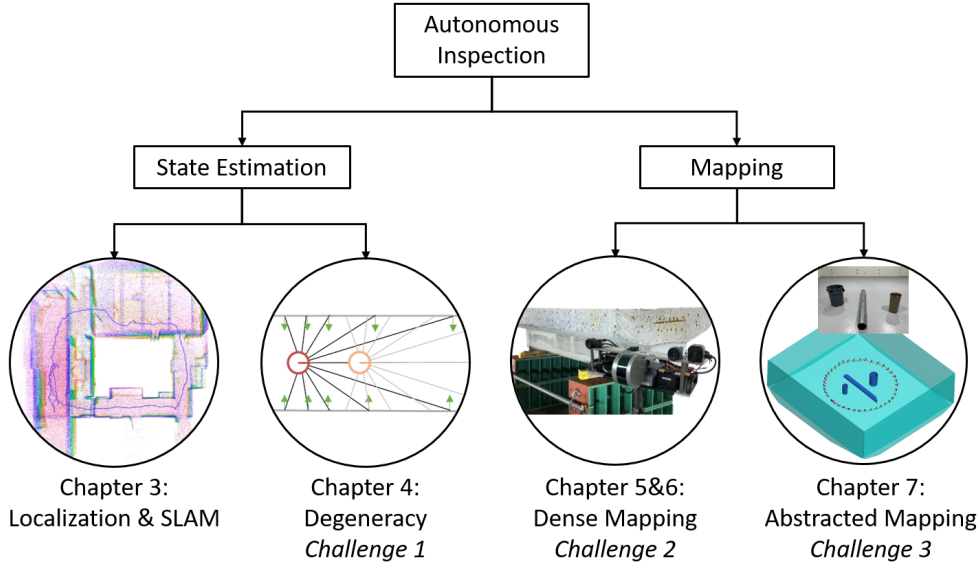 Autonomous
Inspection
State Estimation
Mapping
Chapter 3:
Localization & SLAM
Chapter 4:
Degeneracy
Challenge 1
Chapter 5&6:
Dense Mapping
Challenge 2
Chapter 7:
Abstracted Mapping
Challenge 3